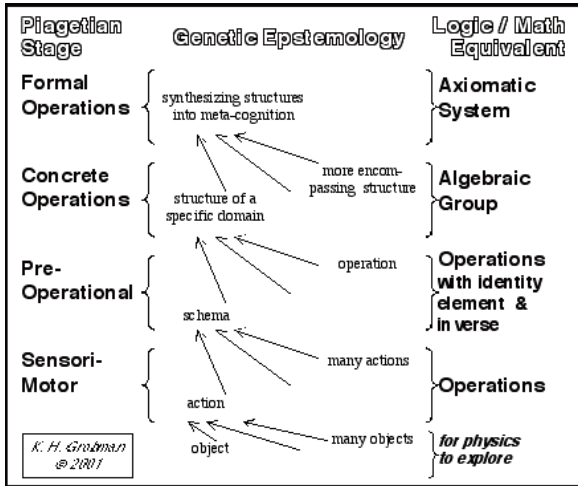 Piagetian
Stage
Genetic Epstemology
Logic / Math
Equivalent
Formal
Operations
synthesizing structures
into meta-cognition
Axiomatic
System
Concrete
Operations
more encom-
passing structure
structure of a
specific domain
Algebraic
Group
Pre-
Operational
operation
schema
Operations
with identity
element &
inverse
Sensori-
Motor
many actions
action
Operations
object
many objects
for physics
to explore
K. H. Grobman
© 2001